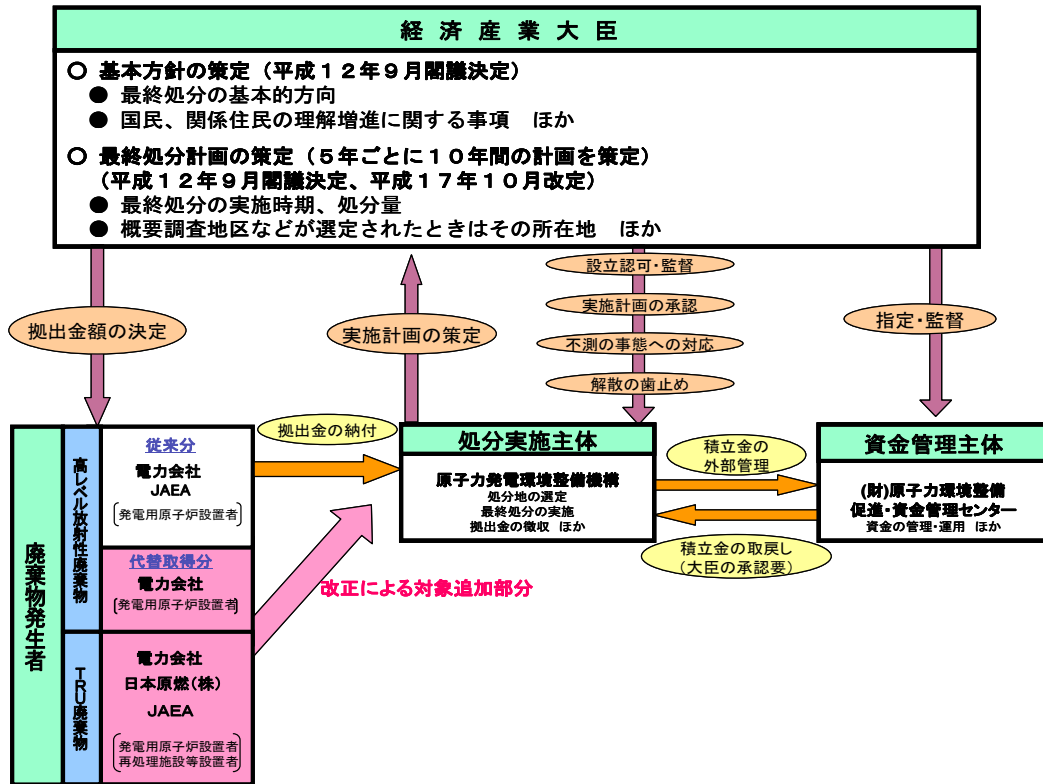 経済産業大臣
○ 基本方針の策定（平成１２年９月閣議決定）
● 最終処分の基本的方向
● 国民、関係住民の理解増進に関する事項　ほか
○ 最終処分計画の策定（５年ごとに１０年間の計画を策定）
（平成１２年９月閣議決定、平成１７年１０月改定）
● 最終処分の実施時期、処分量
● 概要調査地区などが選定されたときはその所在地　ほか
拠出金額の決定
実施計画の策定
設立認可・監督
実施計画の承認
不測の事態への対応
解散の歯止め
指定・監督
廃棄物発生者
高レベル放射性廃棄物
従来分
電力会社
JAEA
［発電用原子炉設置者］
代替取得分
電力会社
［発電用原子炉設置者］
TRU廃棄物
電力会社
日本原燃（株）
JAEA
［発電用原子炉設置者
再処理施設等設置者］
拠出金の納付
改正による対象追加部分
処分実施主体
原子力発電環境整備機構
処分地の選定
最終処分の実施
拠出金の徴収　ほか
積立金の
外部管理
積立金の取戻し
（大臣の承認要）
資金管理主体
(財)原子力環境整備
促進・資金管理センター
資金の管理・運用　ほか